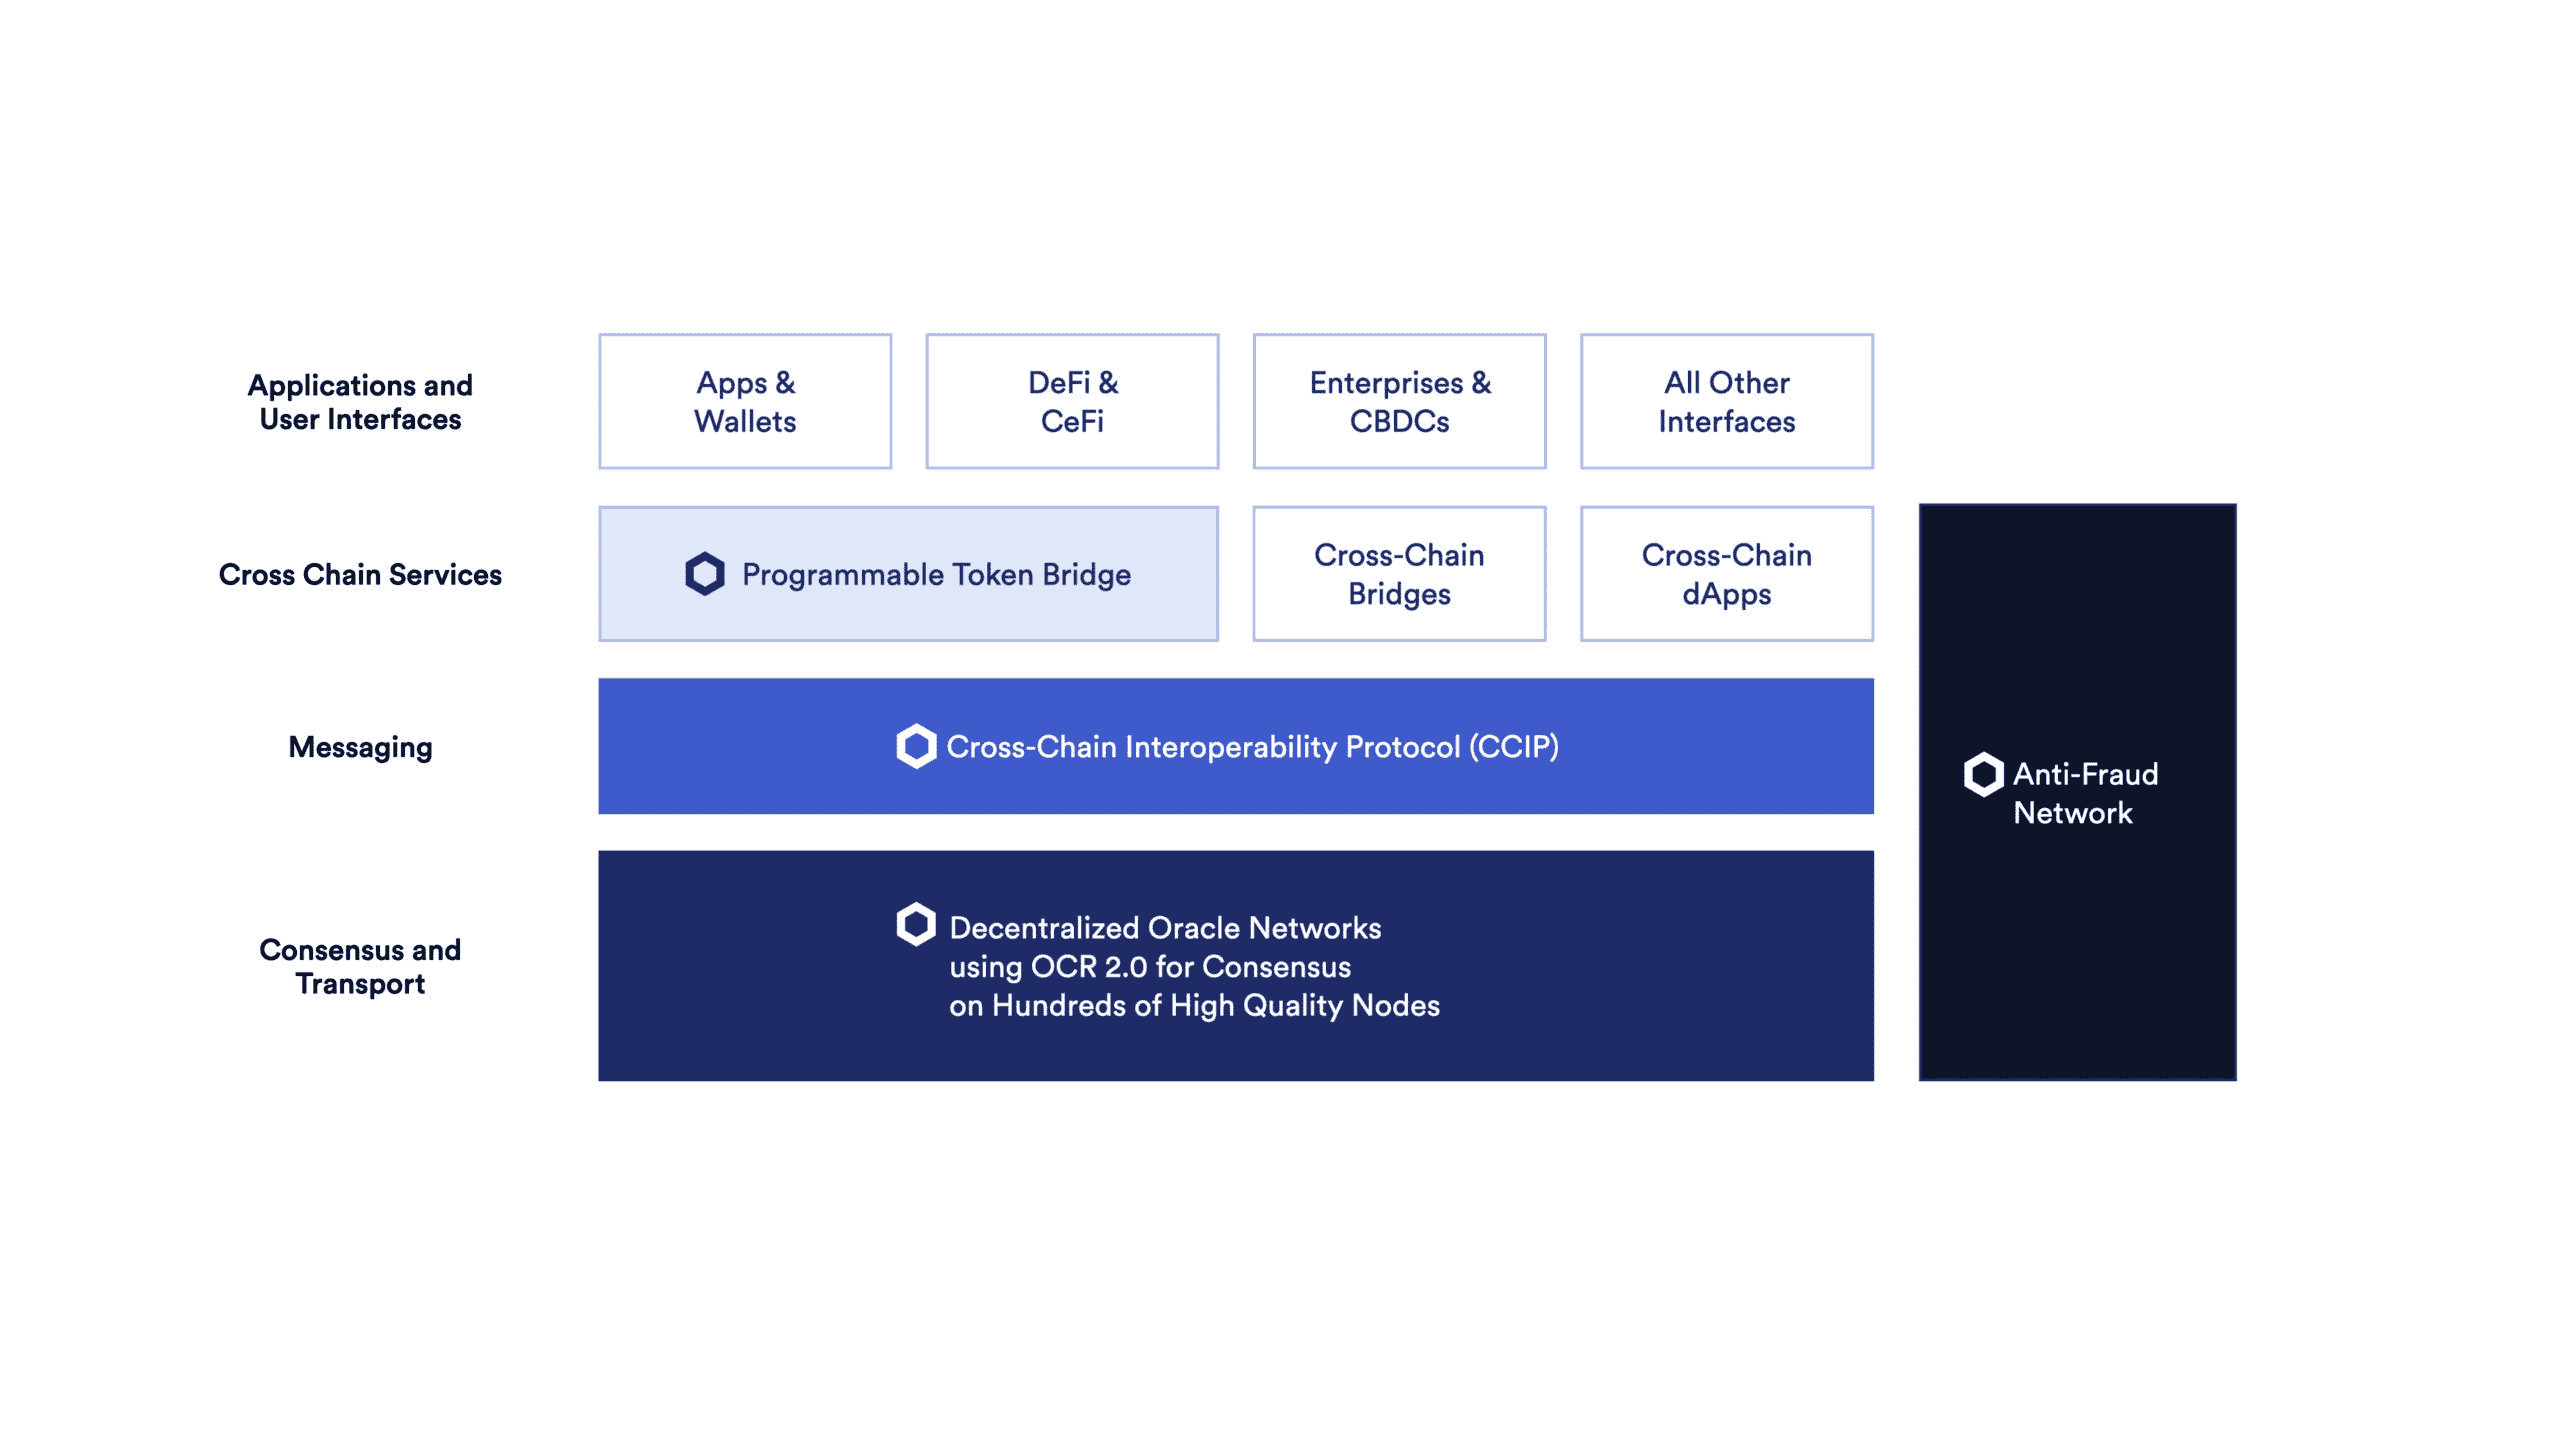 Applications and
User Interfaces
Apps &
Wallets
DeFi &
CeFi
Enterprises &
CBDCs
All Other
Interfaces
Cross Chain Services
Programmable Token Bridge
Cross-Chain
Bridges
Cross-Chain
dApps
Messaging
Cross-Chain Interoperability Protocol (CCIP)
Anti-Fraud
Network
Consensus and
Transport
Decentralized Oracle Networks
using OCR 2.0 for Consensus
on Hundreds of High Quality Nodes